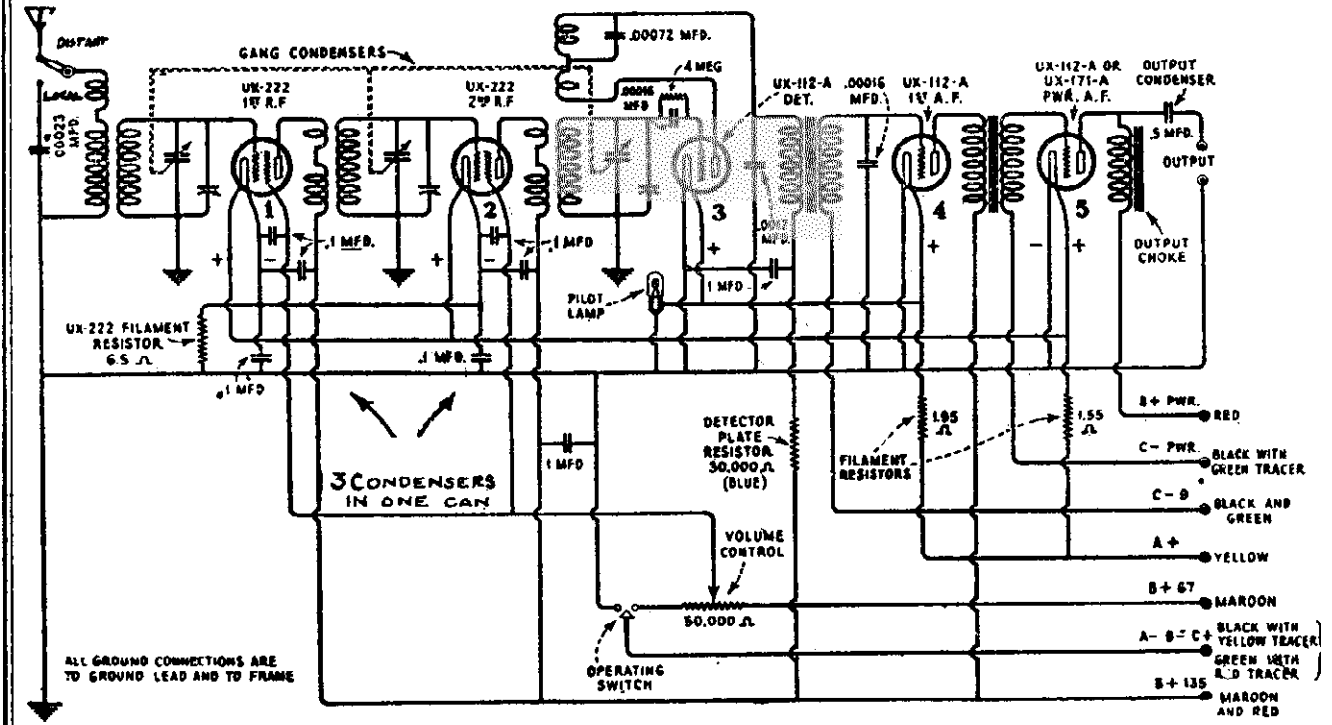 DISTANT
LOCAL
.0023 MFD.
GANG CONDENSERS
UX-222
1ST R.F
UX-222
2ND R.F
.00072 MFD.
4 MEG
.00016
MFD
UX-112-A
DET.
.00016
MFD.
UX-112-A
1ST A.F.
UX-112-A OR
UX-171-A
PWR. A.F.
OUTPUT
CONDENSER
.5 MFD.
OUTPUT
OUTPUT
CHOKE
1
2
3
4
5
.1 MFD.
.1 MFD
MFD.
1 MFD
PILOT
LAMP
+
-
+
-
+
+
-
+
UX-222 FILAMENT
RESISTOR
6.5 Ω
.1 MFD
.1 MFD.
3 CONDENSERS
IN ONE CAN
1 MFD
DETECTOR
PLATE
RESISTOR
30,000 Ω
(BLUE)
FILAMENT
RESISTORS
1.95
Ω
1.55
Ω
VOLUME
CONTROL
50,000 Ω
OPERATING
SWITCH
B+ PWR.
RED
C- PWR.
BLACK WITH
GREEN TRACER
C-9
BLACK AND
GREEN
A+
YELLOW
B+ 67
MAROON
A- B- C+
BLACK WITH
YELLOW TRACER
GREEN WITH
RED TRACER
B+ 135
MAROON
AND RED
ALL GROUND CONNECTIONS ARE
TO GROUND LEAD AND TO FRAME